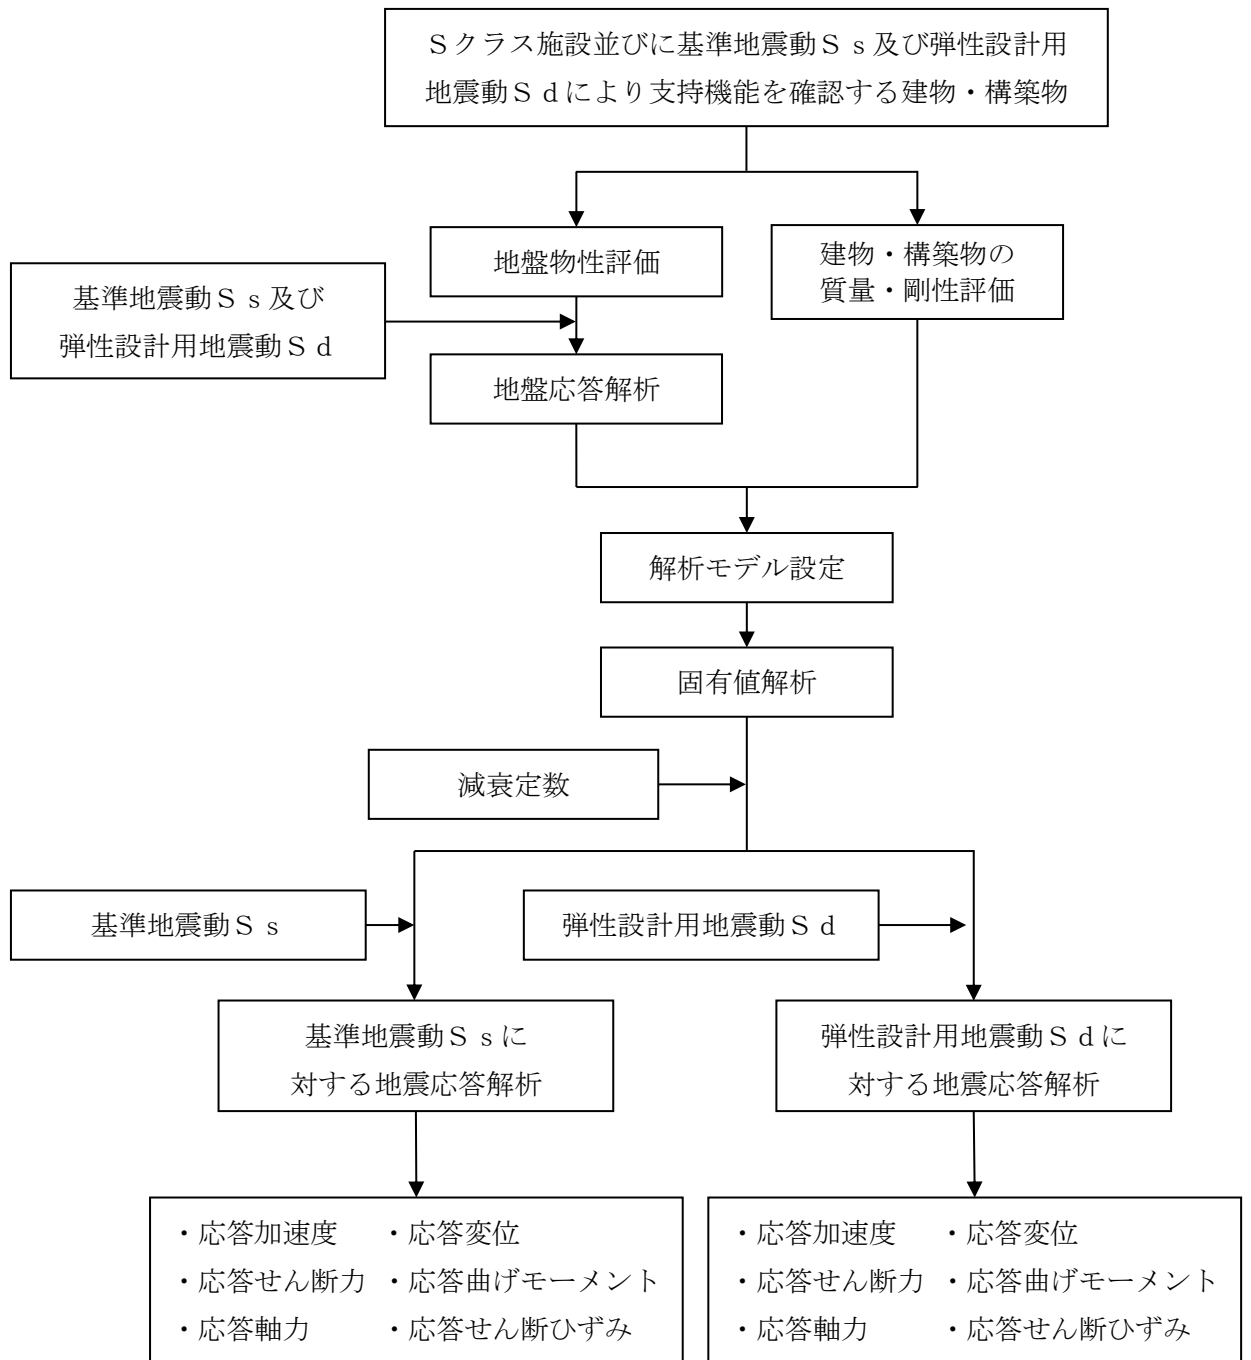 Ｓクラス施設並びに基準地震動Ｓｓ及び弾性設計用
地震動Ｓｄにより支持機能を確認する建物・構築物
地盤物性評価
建物・構築物の
質量・剛性評価
基準地震動Ｓｓ及び
弾性設計用地震動Ｓｄ
地盤応答解析
解析モデル設定
固有値解析
減衰定数
基準地震動Ｓｓ
弾性設計用地震動Ｓｄ
基準地震動Ｓｓに
対する地震応答解析
弾性設計用地震動Ｓｄに
対する地震応答解析
・応答加速度 ・応答変位
・応答せん断力 ・応答曲げモーメント
・応答軸力 ・応答せん断ひずみ
・応答加速度 ・応答変位
・応答せん断力 ・応答曲げモーメント
・応答軸力 ・応答せん断ひずみ